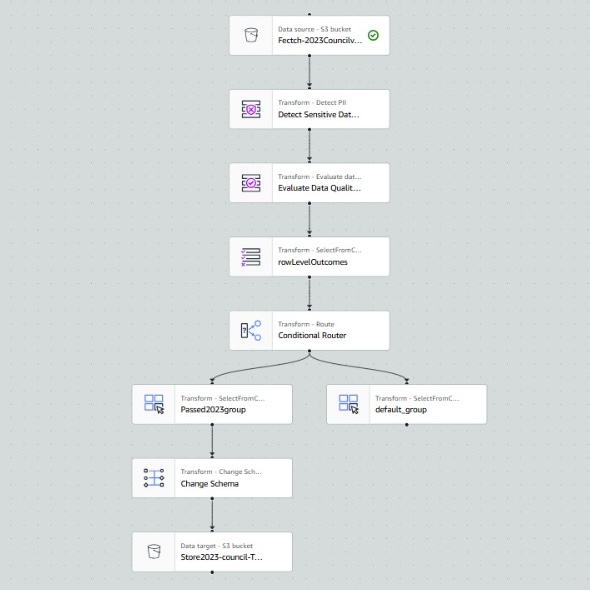 Data source - S3 bucket
Fectch-2023Councilv...
Transform - Detect PII
Detect Sensitive Dat...
Transform - Evaluate dat...
Evaluate Data Qualit...
Transform - SelectFromC...
rowLevelOutcomes
Transform - Route
Conditional Router
Transform - SelectFromC...
Passed2023group
Transform - SelectFromC...
default_group
Transform - Change Sch...
Change Schema
Data target - S3 bucket
Store2023-council-T...